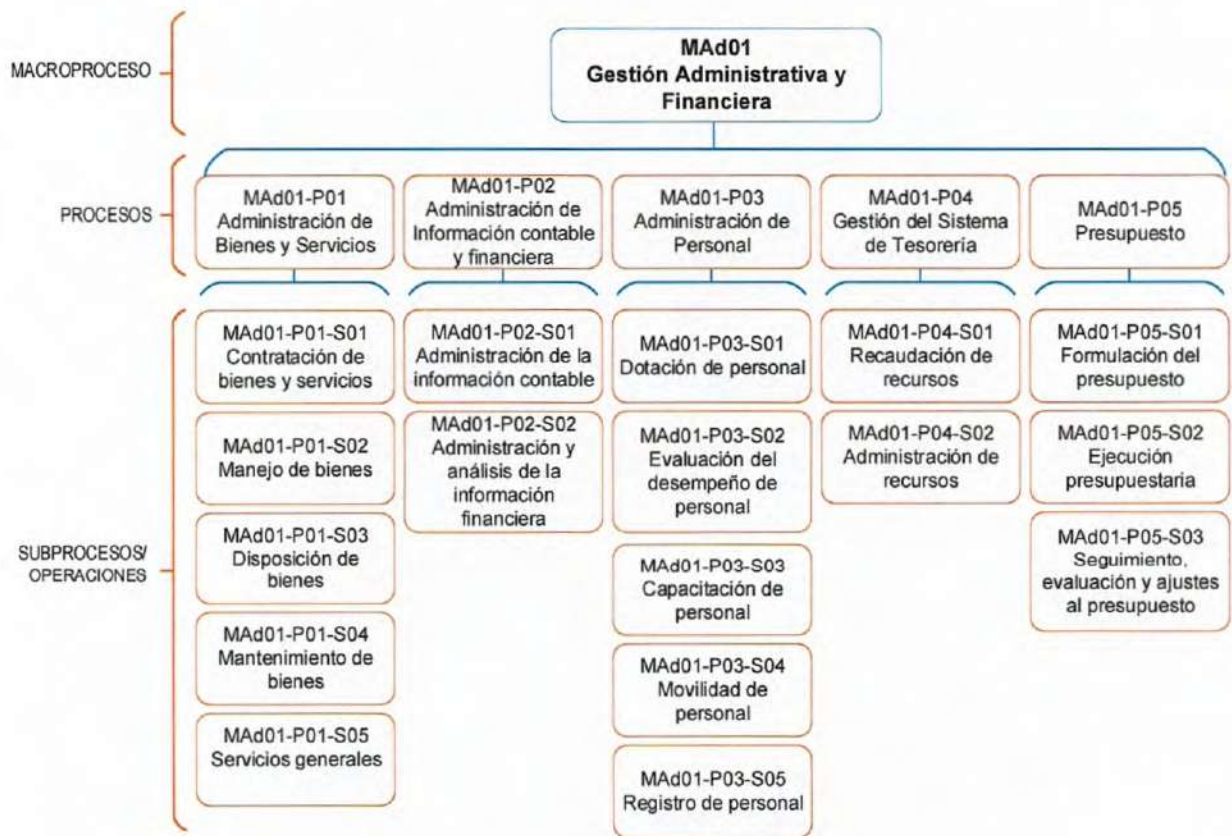 MACROPROCESO
MAd01
Gestión Administrativa y
Financiera
PROCESOS
MAd01-P01
Administración de
Bienes y Servicios
MAd01-P02
Administración de
Información contable
y financiera
MAd01-P03
Administración de
Personal
MAd01-P04
Gestión del Sistema
de Tesorería
MAd01-P05
Presupuesto
SUBPROCESOS/
OPERACIONES
MAd01-P01-S01
Contratación de
bienes y servicios
MAd01-P01-S02
Manejo de bienes
MAd01-P01-S03
Disposición de
bienes
MAd01-P01-S04
Mantenimiento de
bienes
MAd01-P01-S05
Servicios generales
MAd01-P02-S01
Administración de la
información contable
MAd01-P02-S02
Administración y
análisis de la
información
financiera
MAd01-P03-S01
Dotación de personal
MAd01-P03-S02
Evaluación del
desempeño de
personal
MAd01-P03-S03
Capacitación de
personal
MAd01-P03-S04
Movilidad de
personal
MAd01-P03-S05
Registro de personal
MAd01-P04-S01
Recaudación de
recursos
MAd01-P04-S02
Administración de
recursos
MAd01-P05-S01
Formulación del
presupuesto
MAd01-P05-S02
Ejecución
presupuestaria
MAd01-P05-S03
Seguimiento,
evaluación y ajustes
al presupuesto